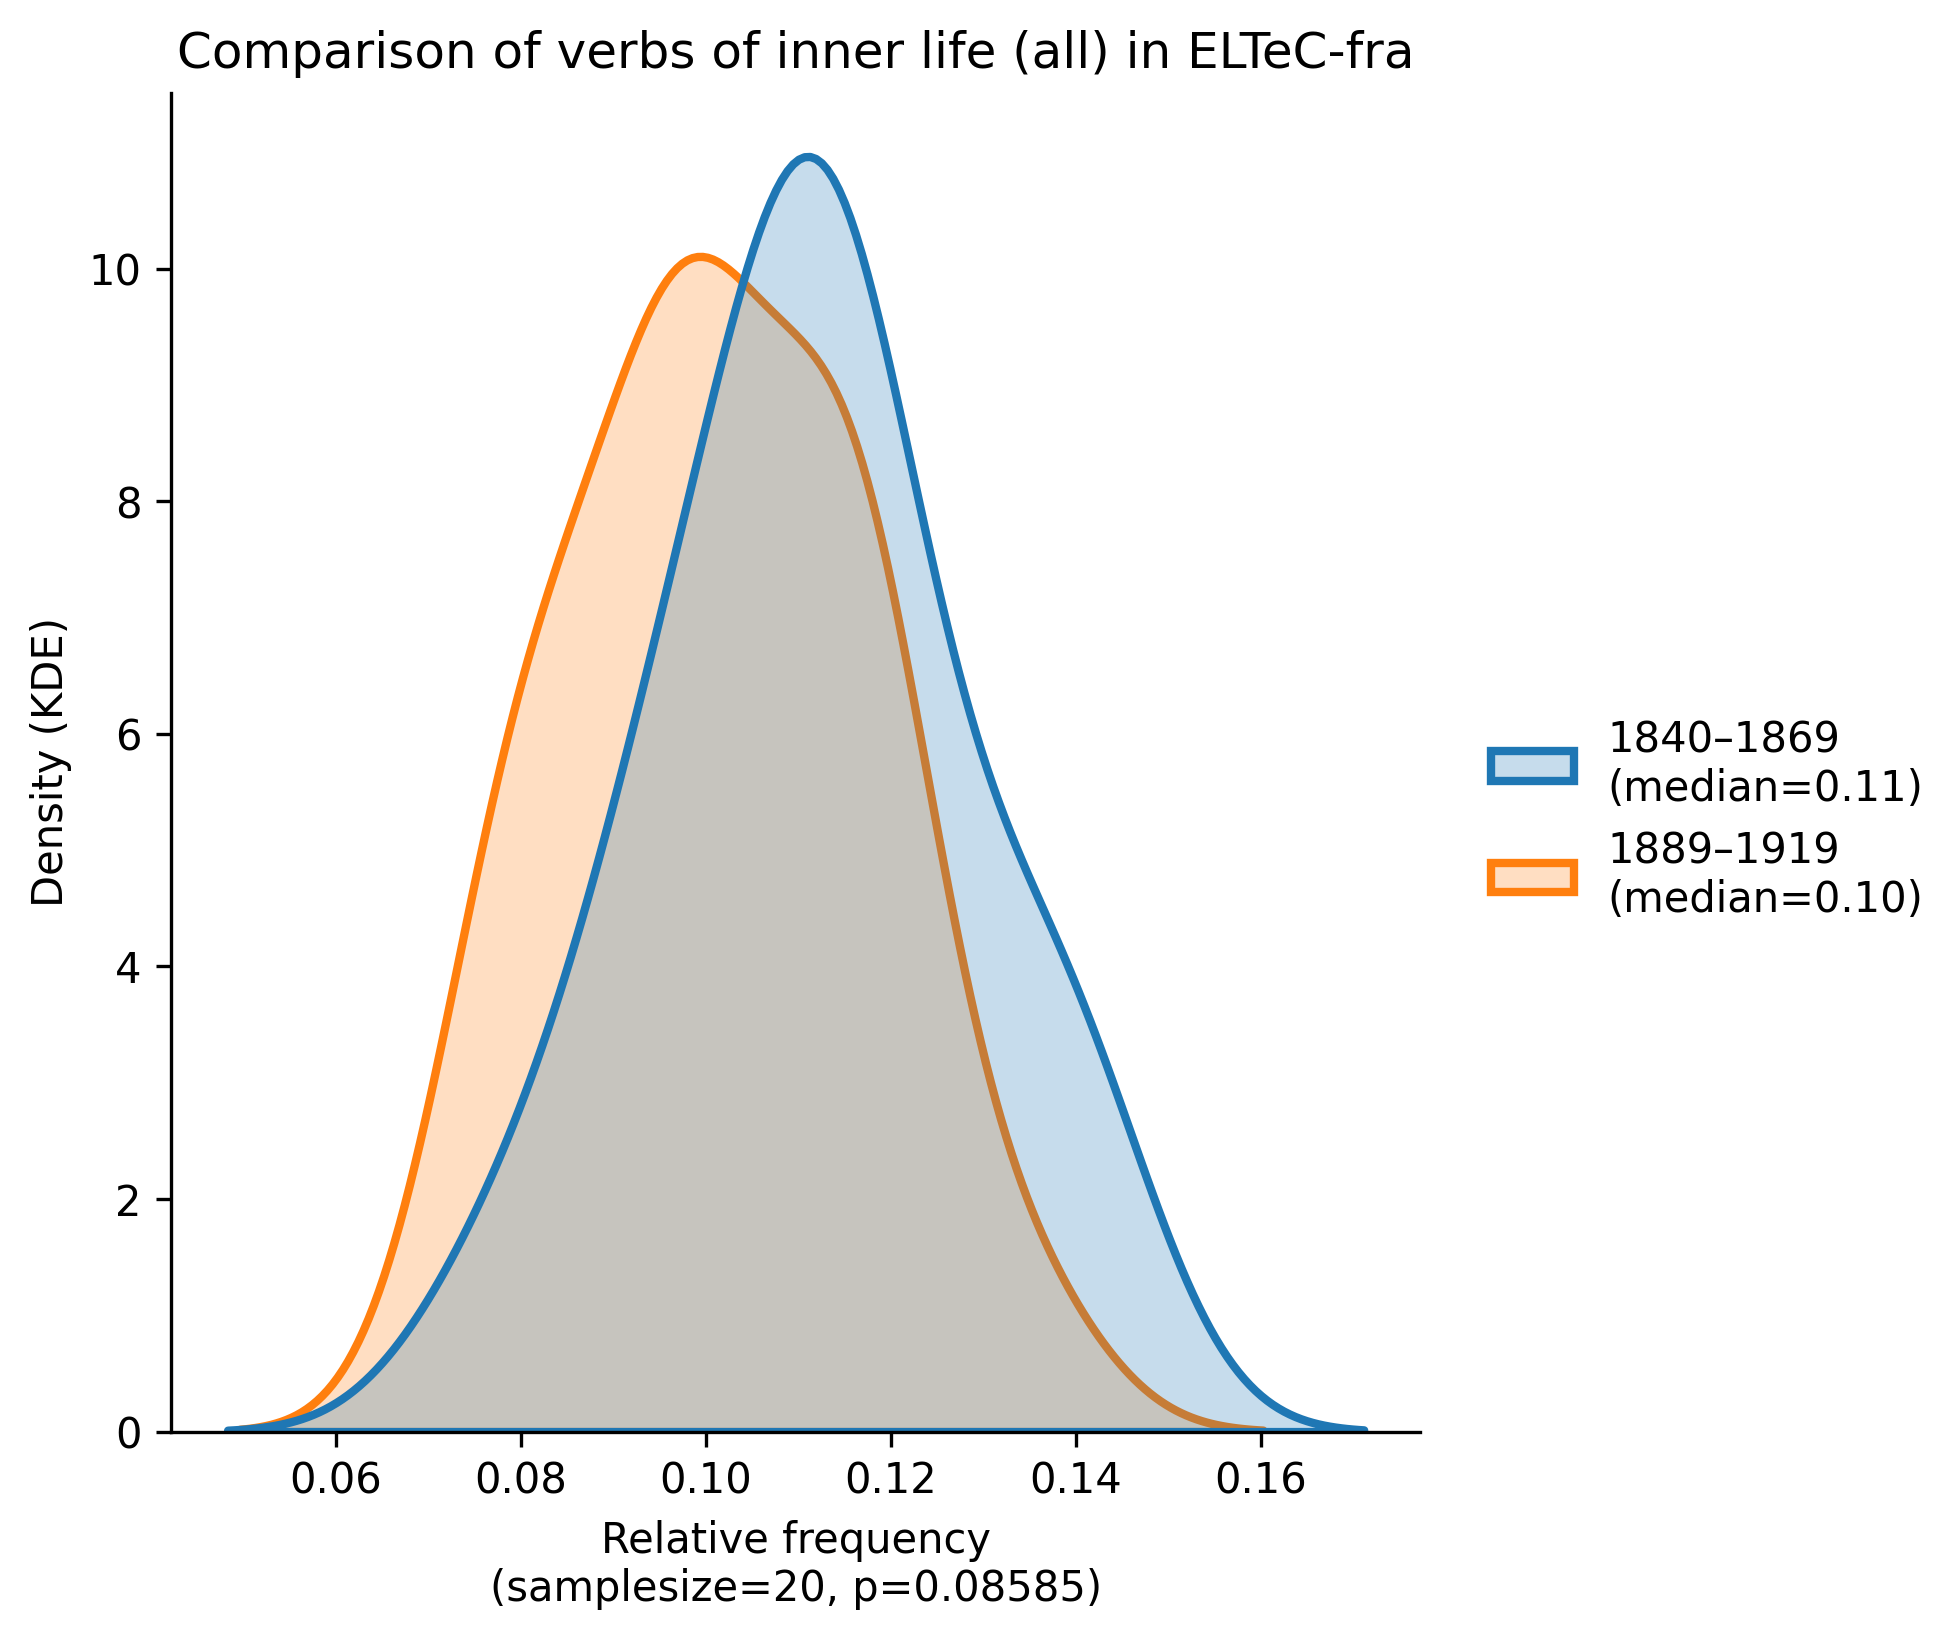 Comparison of verbs of inner life (all) in ELTeC-fra
Density (KDE)
10
8
6
4
2
0
0.06 0.08 0.10 0.12 0.14 0.16
Relative frequency
(samplesize=20, p=0.08585)
1840–1869
(median=0.11)
1889–1919
(median=0.10)